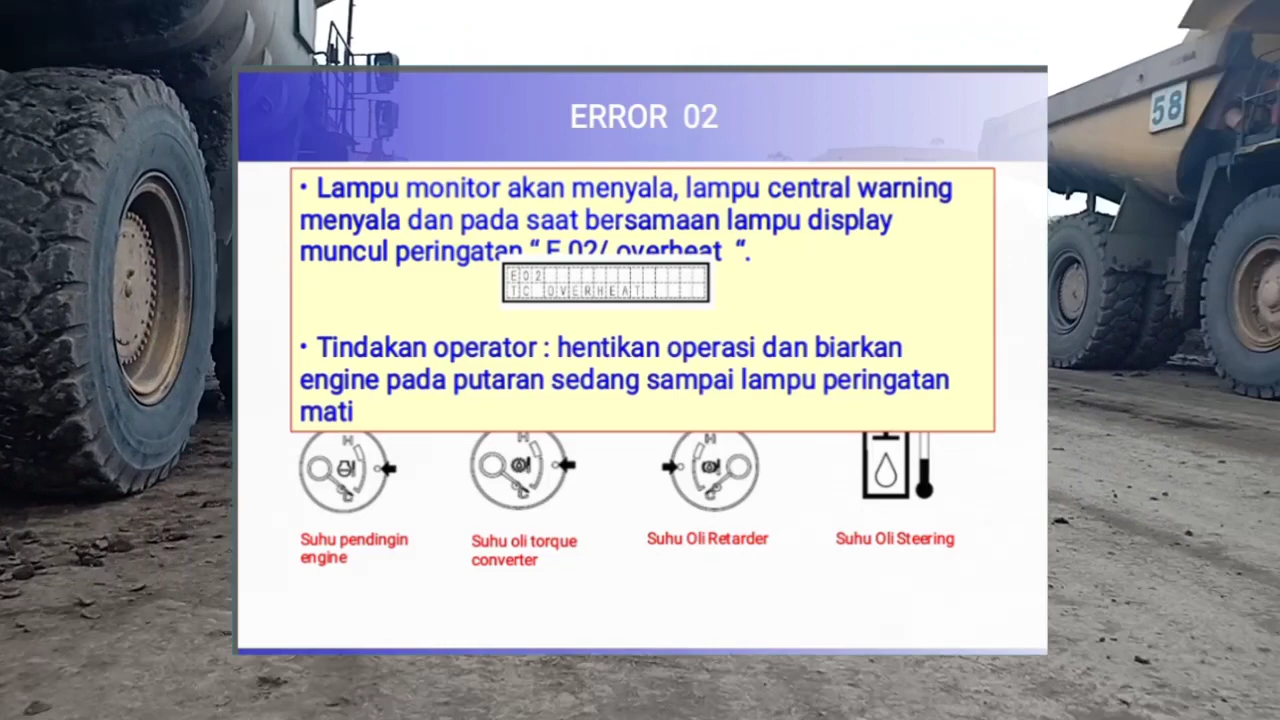 58
ERROR 02
• Lampu monitor akan menyala, lampu central warning
menyala dan pada saat bersamaan lampu display
muncul peringatan “ E 02/ overheat “.
E02
TC OVERHEAT
• Tindakan operator : hentikan operasi dan biarkan
engine pada putaran sedang sampai lampu peringatan
mati
H
H
H
Suhu pendingin
engine
Suhu oli torque
converter
Suhu Oli Retarder
Suhu Oli Steering